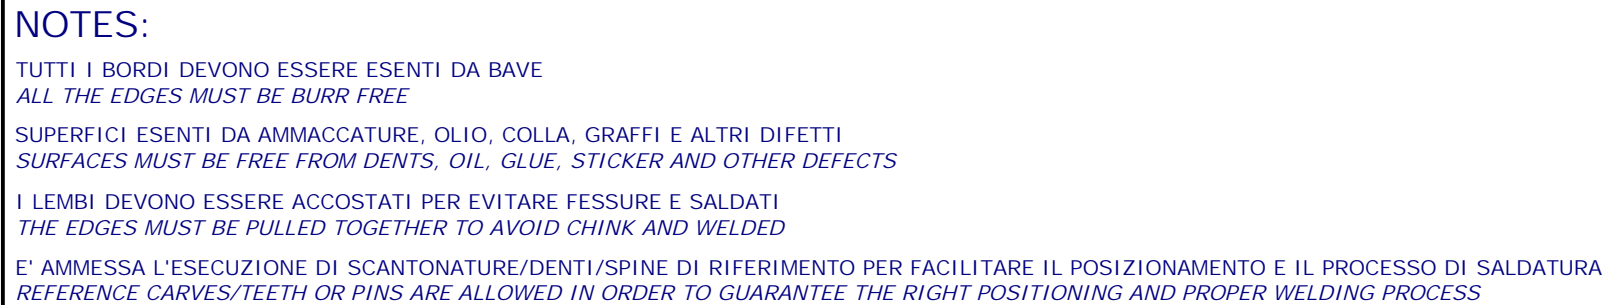 NOTES:
TUTTI I BORDI DEVONO ESSERE ESENTI DA BAVE
ALL THE EDGES MUST BE BURR FREE
SUPERFICI ESENTI DA AMMACCATURE, OLIO, COLLA, GRAFFI E ALTRI DIFETTI
SURFACES MUST BE FREE FROM DENTS, OIL, GLUE, STICKER AND OTHER DEFECTS
I LEMBI DEVONO ESSERE ACCOSTATI PER EVITARE FESSURE E SALDATI
THE EDGES MUST BE PULLED TOGETHER TO AVOID CHINK AND WELDED
E' AMMESSA L'ESECUZIONE DI SCANTONATURE/DENTI/SPINE DI RIFERIMENTO PER FACILITARE IL POSIZIONAMENTO E IL PROCESSO DI SALDATURA
REFERENCE CARVES/TEETH OR PINS ARE ALLOWED IN ORDER TO GUARANTEE THE RIGHT POSITIONING AND PROPER WELDING PROCESS